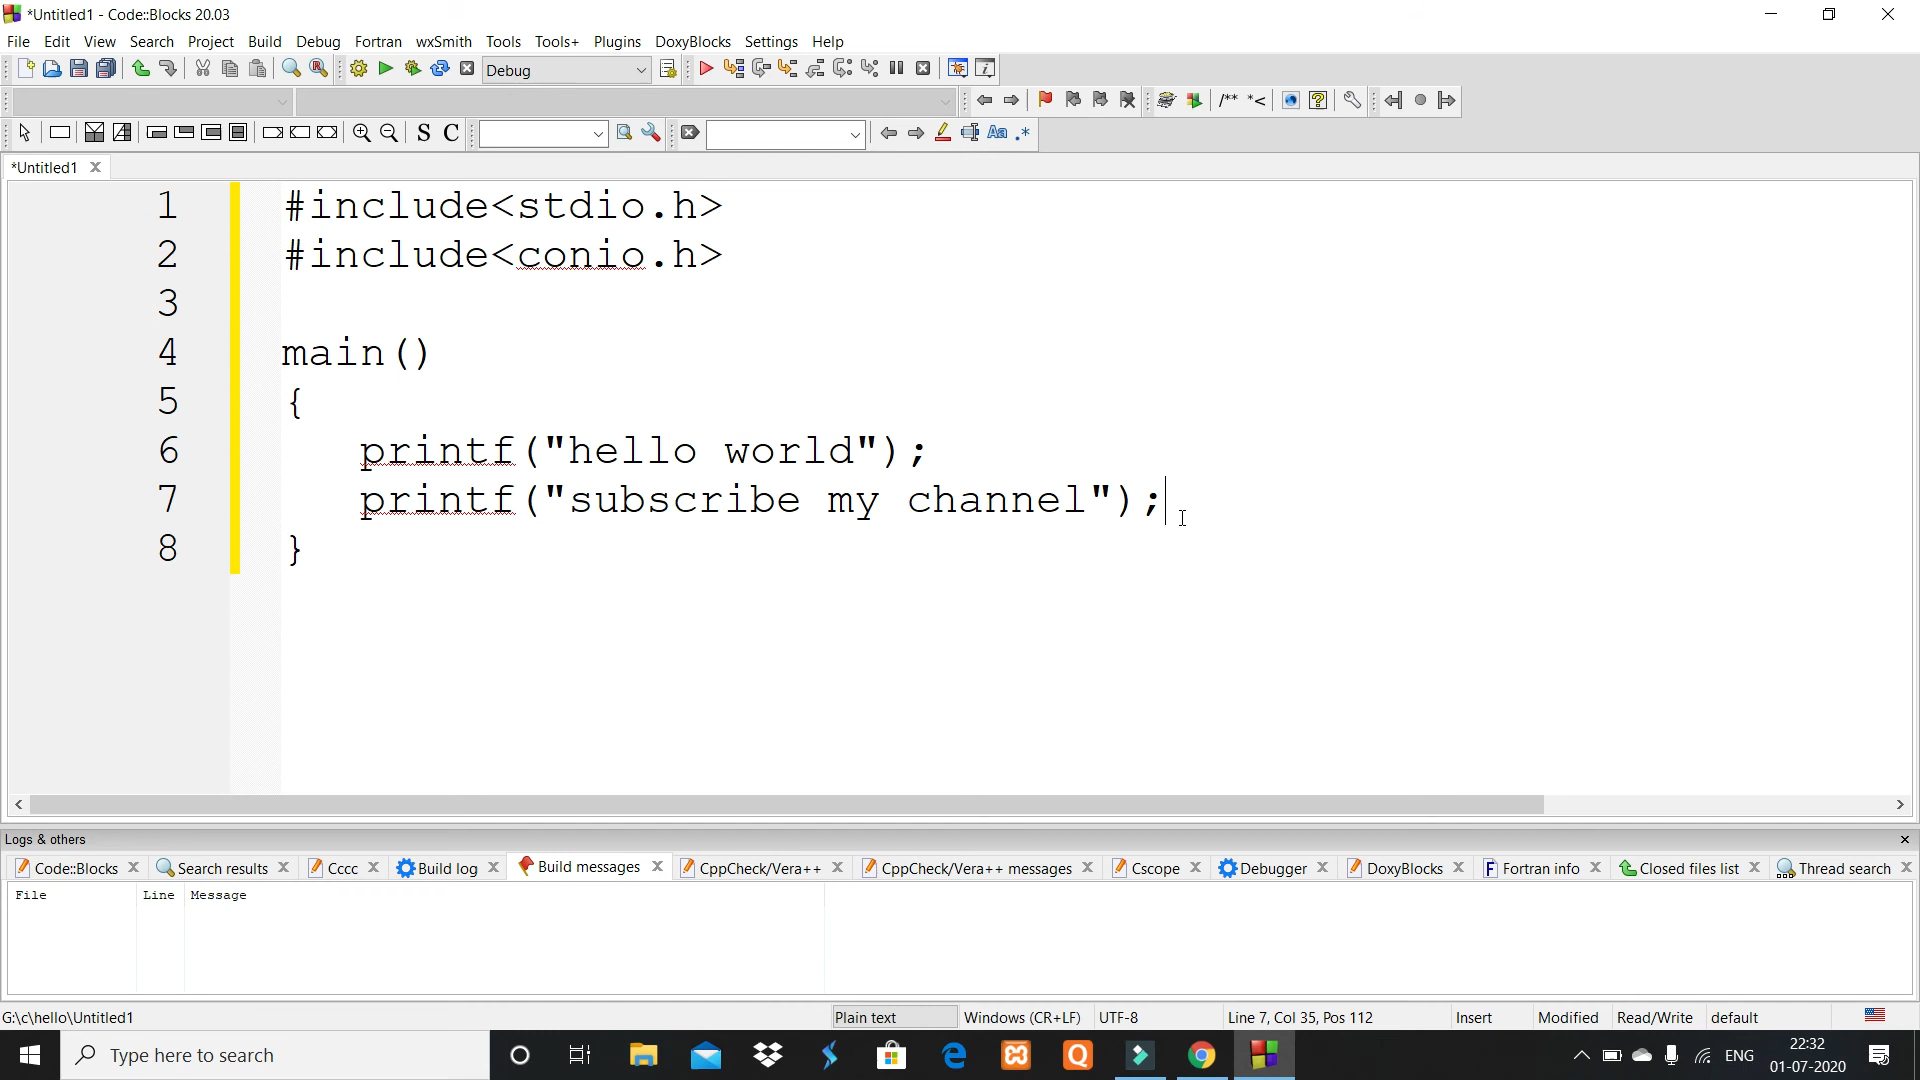 *Untitled1 - Code::Blocks 20.03
File Edit View Search Project Build Debug Fortran wxSmith Tools Tools+ Plugins DoxyBlocks Settings Help
Debug
/** *<
S C Aa .*
*Untitled1
1 #include<stdio.h>
2 #include<conio.h>
3
4 main()
5 {
6 printf("hello world");
7 printf("subscribe my channel");
8 }
Logs & others
Code::Blocks Search results Cccc Build log Build messages CppCheck/Vera++ CppCheck/Vera++ messages Cscope Debugger DoxyBlocks Fortran info Closed files list Thread search
File Line Message
G:\c\hello\Untitled1 Plain text Windows (CR+LF) UTF-8 Line 7, Col 35, Pos 112 Insert Modified Read/Write default
Type here to search ENG 22:32
01-07-2020